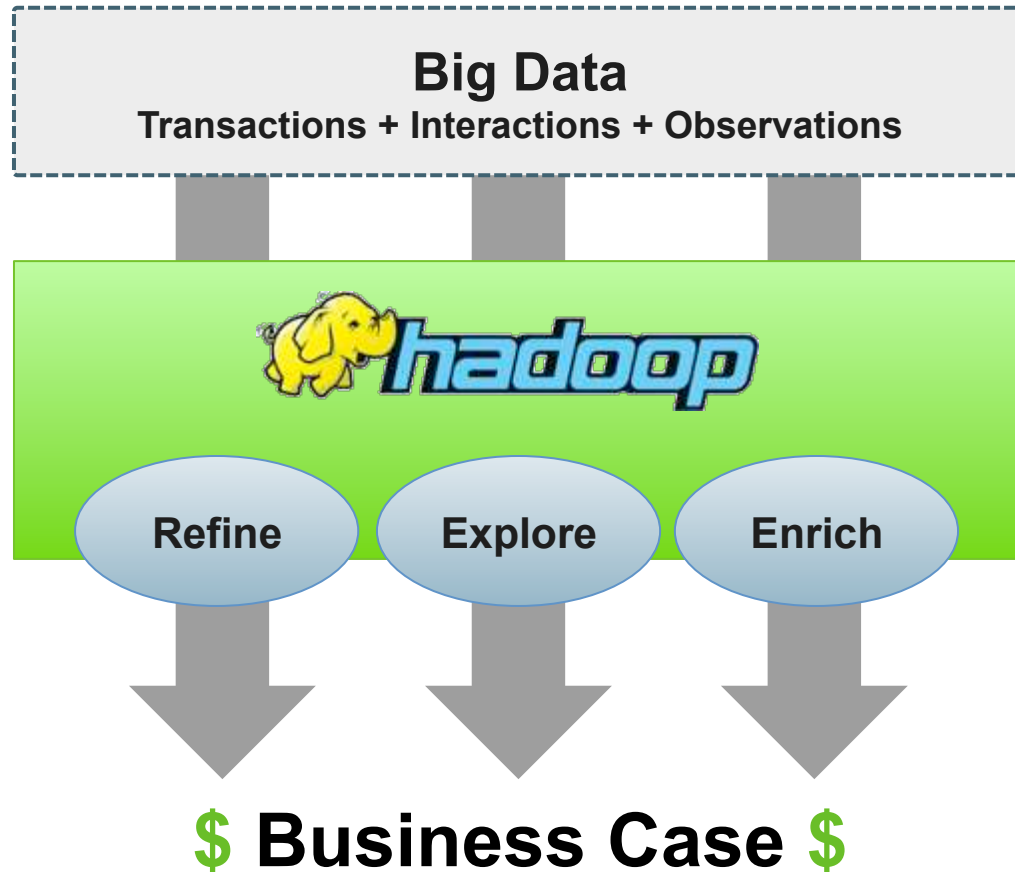 Big Data
Transactions + Interactions + Observations
hadoop
Refine Explore Enrich
$ Business Case $